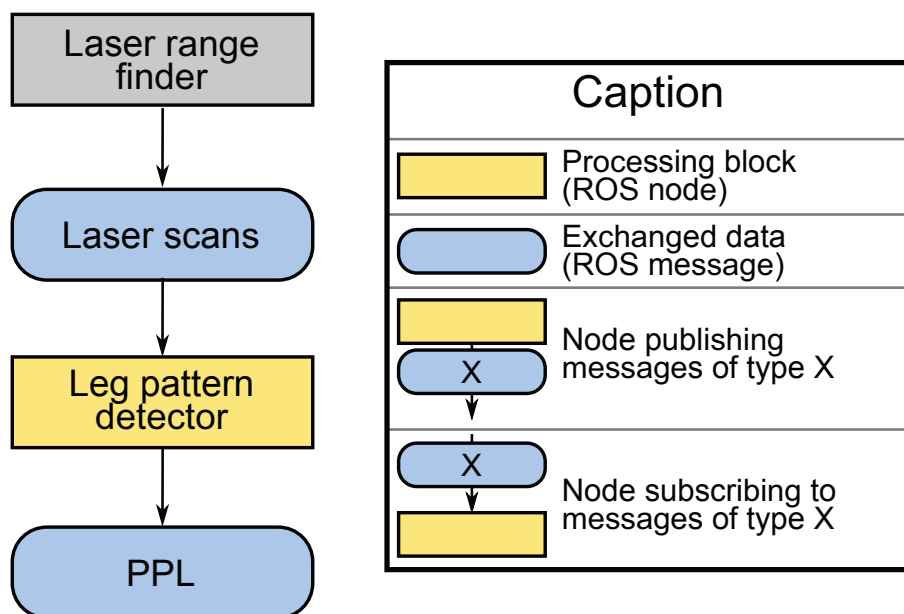 Laser range
finder
Laser scans
Leg pattern
detector
PPL
Caption
Processing block
(ROS node)
Exchanged data
(ROS message)
X
Node publishing
messages of type X
X
Node subscribing to
messages of type X